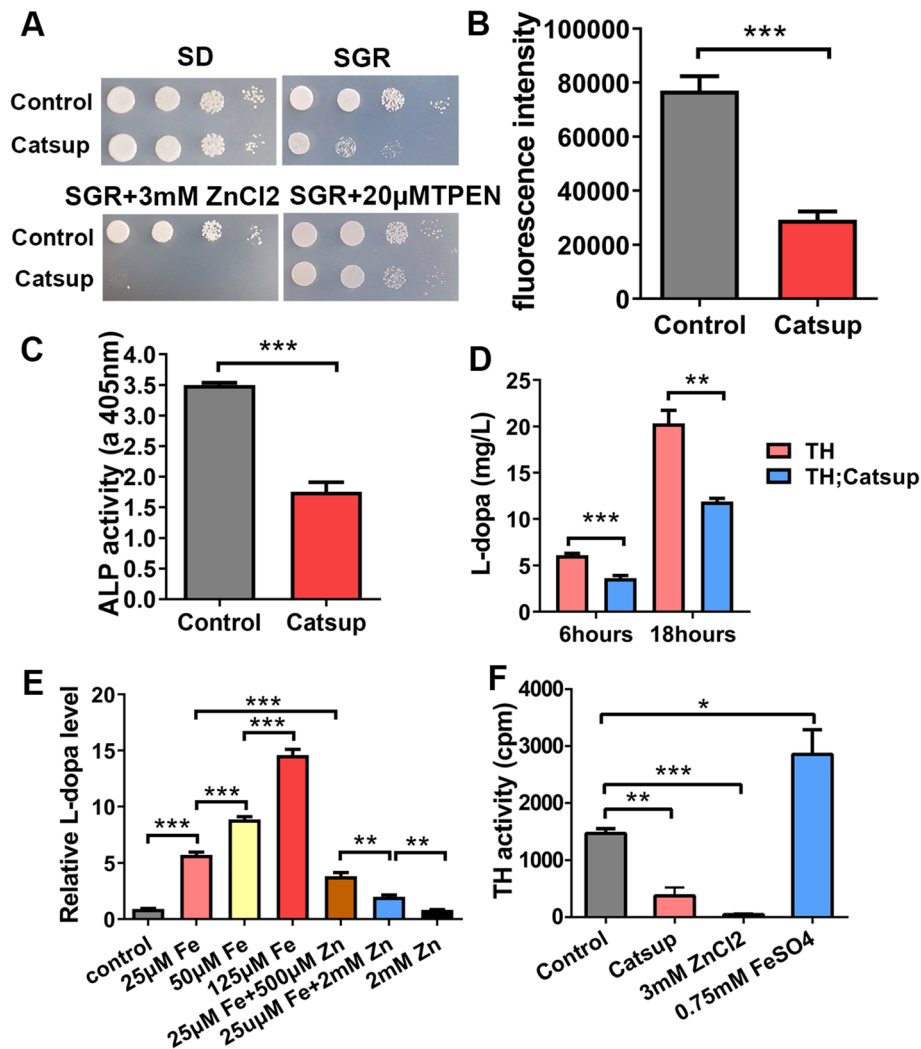 A
SD
SGR
Control
Catsup
SGR+3mM ZnCl2
SGR+20µMTPEN
Control
Catsup
B
fluorescence intensity
100000
80000
60000
40000
20000
0
***
Control
Catsup
C
ALP activity (a 405nm)
4.0
3.5
3.0
2.5
2.0
1.5
1.0
0.5
0.0
***
Control
Catsup
D
L-dopa (mg/L)
25
20
15
10
5
0
***
**
6hours
18hours
TH
TH;Catsup
E
Relative L-dopa level
20
15
10
5
0
***
***
***
***
**
**
control
25µM Fe
50µM Fe
125µM Fe
25µM Fe+500µM Zn
25uµM Fe+2mM Zn
2mM Zn
F
TH activity (cpm)
4000
3000
2000
1000
0
*
***
**
Control
Catsup
3mM ZnCl2
0.75mM FeSO4